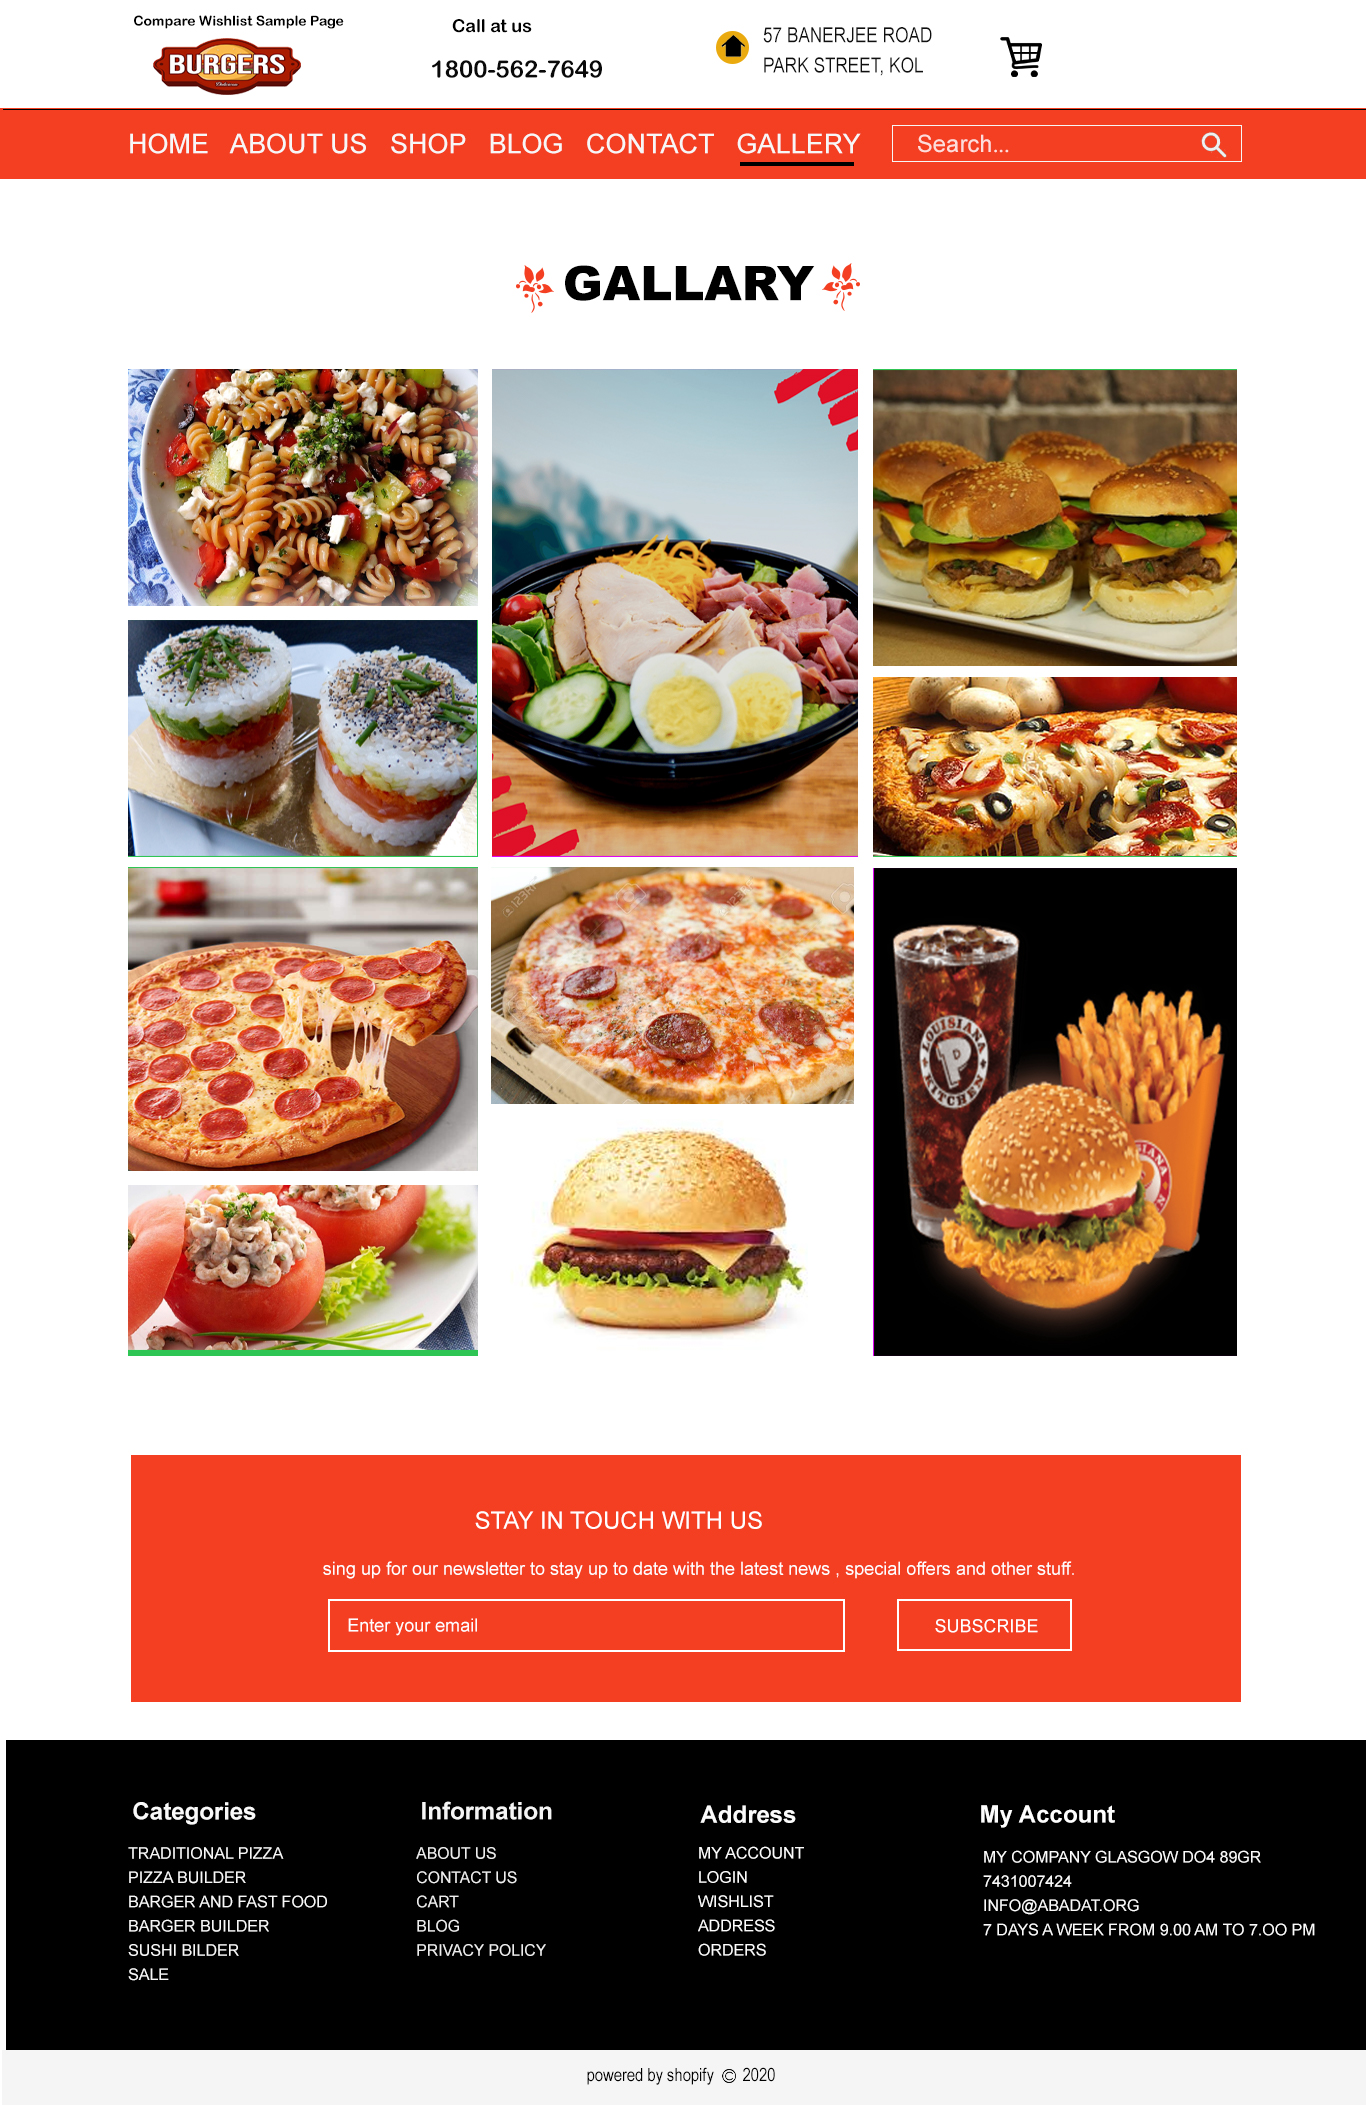 Compare Wishlist Sample Page
BURGERS
Call at us
1800-562-7649
57 BANERJEE ROAD
PARK STREET, KOL
HOME ABOUT US SHOP BLOG CONTACT GALLERY Search...
GALLARY
123RF
LOUISIANA
P
KITCHEN
STAY IN TOUCH WITH US
sing up for our newsletter to stay up to date with the latest news , special offers and other stuff.
Enter your email
SUBSCRIBE
Categories
TRADITIONAL PIZZA
PIZZA BUILDER
BARGER AND FAST FOOD
BARGER BUILDER
SUSHI BILDER
SALE
Information
ABOUT US
CONTACT US
CART
BLOG
PRIVACY POLICY
Address
MY ACCOUNT
LOGIN
WISHLIST
ADDRESS
ORDERS
My Account
MY COMPANY GLASGOW DO4 89GR
7431007424
INFO@ABADAT.ORG
7 DAYS A WEEK FROM 9.00 AM TO 7.OO PM
powered by shopify © 2020